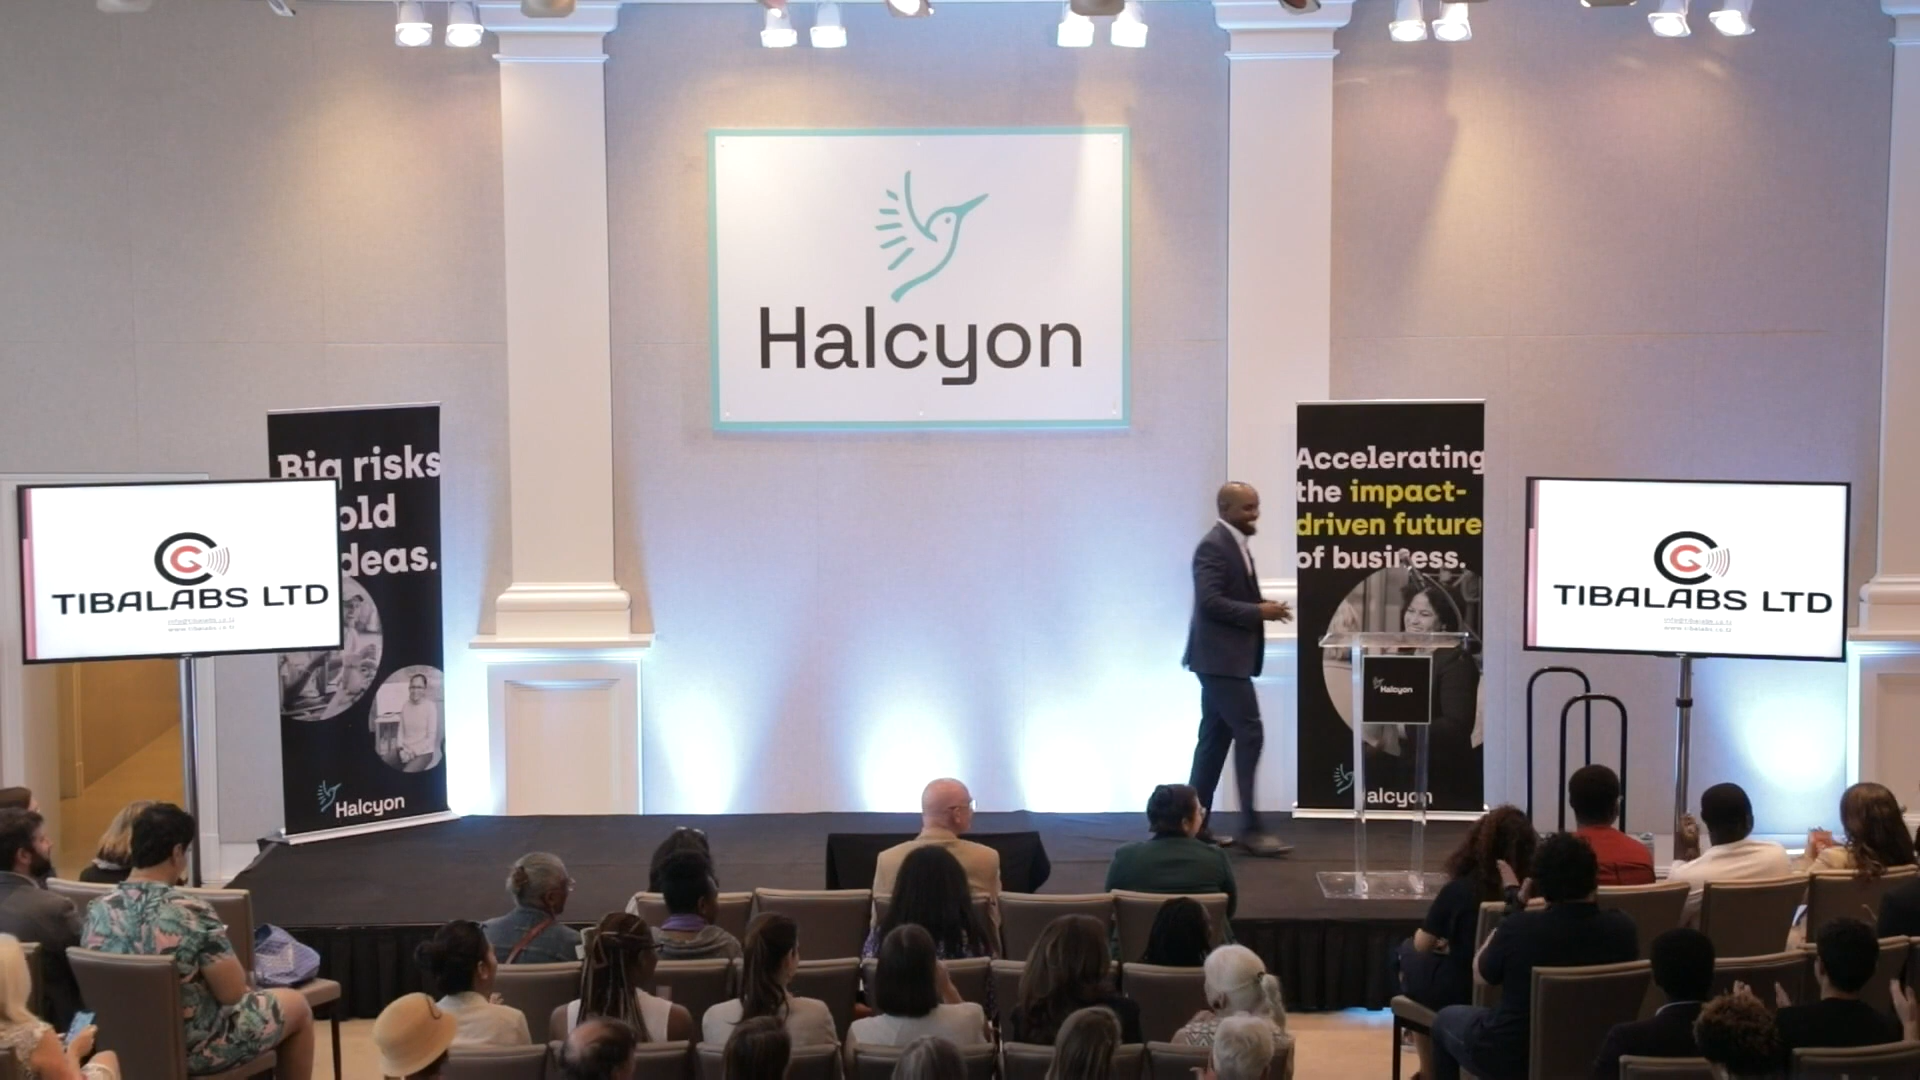 Halcyon
Big risks
old
deas.
Halcyon
TIBALABS LTD
Accelerating
the impact-
driven future
of business.
Halcyon
alcyon
TIBALABS LTD